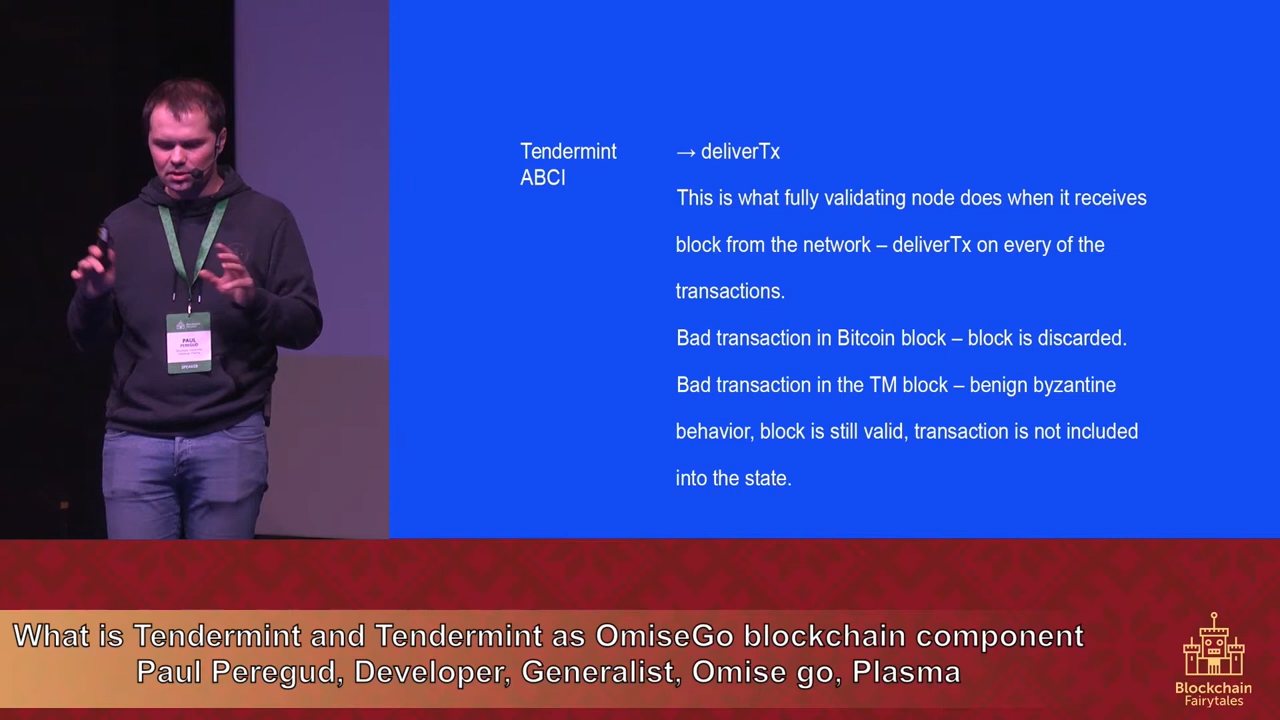 Tendermint
ABCI
→ deliverTx
This is what fully validating node does when it receives
block from the network – deliverTx on every of the
transactions.
Bad transaction in Bitcoin block – block is discarded.
Bad transaction in the TM block – benign byzantine
behavior, block is still valid, transaction is not included
into the state.
PAUL
PEREGUD
SPEAKER
What is Tendermint and Tendermint as OmiseGo blockchain component
Paul Peregud, Developer, Generalist, Omise go, Plasma
Blockchain
Fairytales